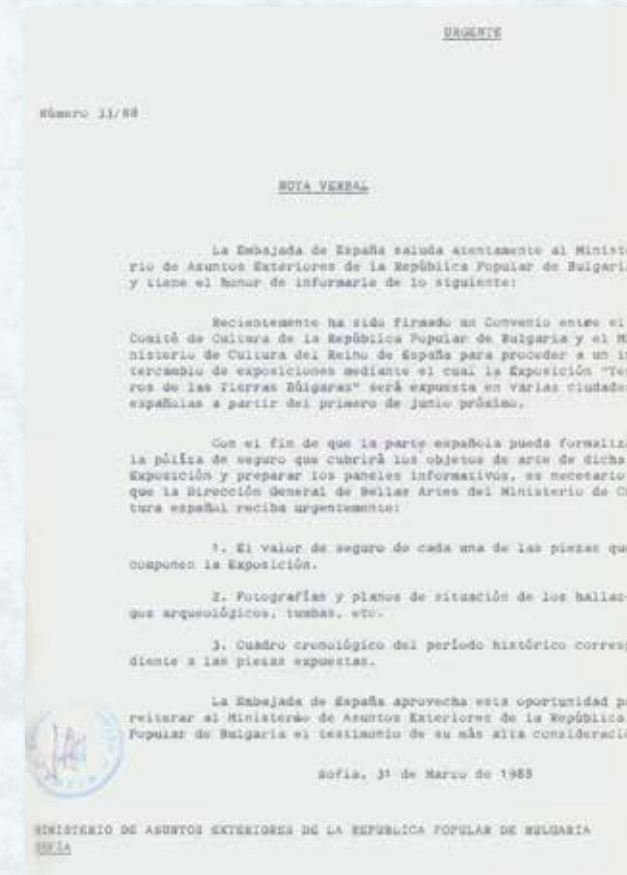 URGENTE
Número 33/88
NOTA VERBAL
La Embajada de España saluda atentamente al Ministe
rio de Asuntos Exteriores de la República Popular de Bulgaria
y tiene el honor de informarle de lo siguiente:
Recientemente ha sido firmado un Convenio entre el
Comité de Cultura de la República Popular de Bulgaria y el Mi
nisterio de Cultura del Reino de España para proceder a un in
tercambio de exposiciones mediante el cual la Exposición "Teso
ros de las Tierras Búlgaras" será expuesta en varias ciudades
españolas a partir del primero de junio próximo.
Con el fin de que la parte española pueda formaliza
la póliza de seguro que cubrirá los objetos de arte de dicha
Exposición y preparar los paneles informativos, es necesario
que la Dirección General de Bellas Artes del Ministerio de Cu
tura español reciba urgentemente:
1. El valor de seguro de cada una de las piezas que
componen la Exposición.
2. Fotografías y planos de situación de los hallaz-
gos arqueológicos, tumbas, etc.
3. Cuadro cronológico del período histórico corresp
diente a las piezas expuestas.
La Embajada de España aprovecha esta oportunidad pa
reiterar al Ministerio de Asuntos Exteriores de la República
Popular de Bulgaria el testimonio de su más alta consideració
Sofía, 31 de Marzo de 1988
MINISTERIO DE ASUNTOS EXTERIORES DE LA REPUBLICA POPULAR DE BULGARIA
SOFIA